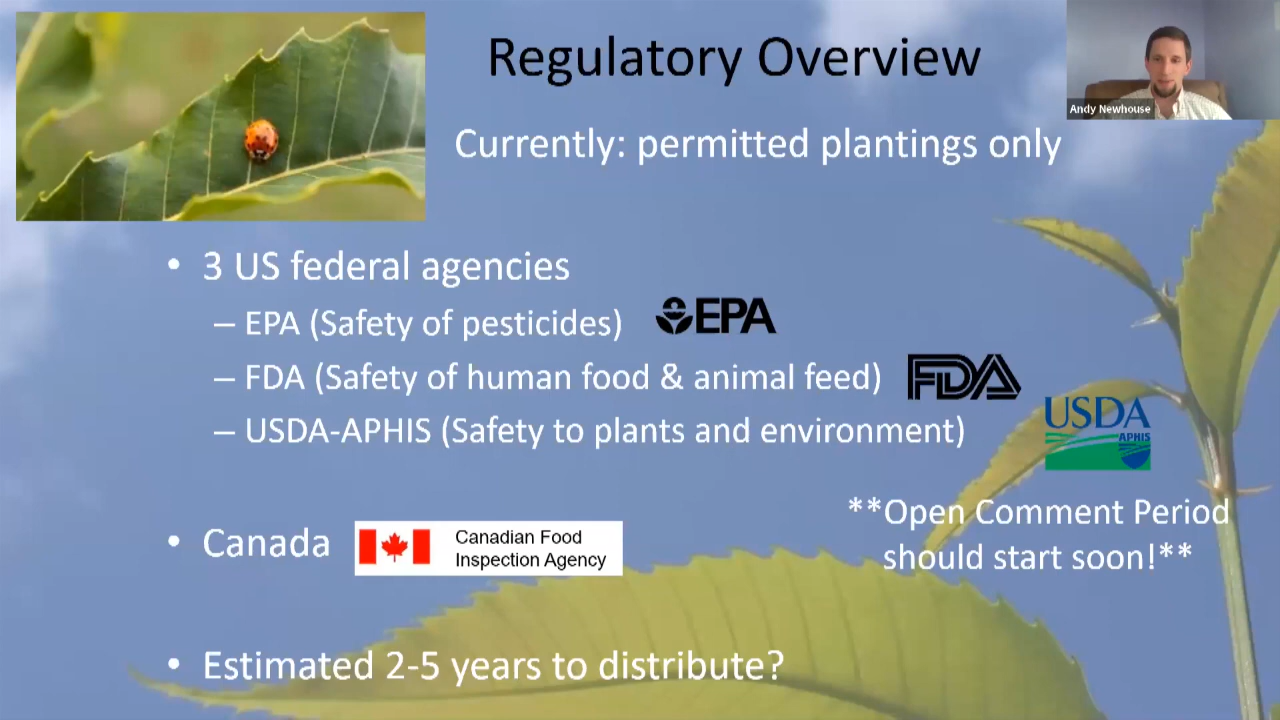 Regulatory Overview
Andy Newhouse
Currently: permitted plantings only
• 3 US federal agencies
– EPA (Safety of pesticides)
EPA
– FDA (Safety of human food & animal feed)
FDA
– USDA-APHIS (Safety to plants and environment)
USDA
APHIS
**Open Comment Period
should start soon!**
• Canada
Canadian Food
Inspection Agency
• Estimated 2-5 years to distribute?